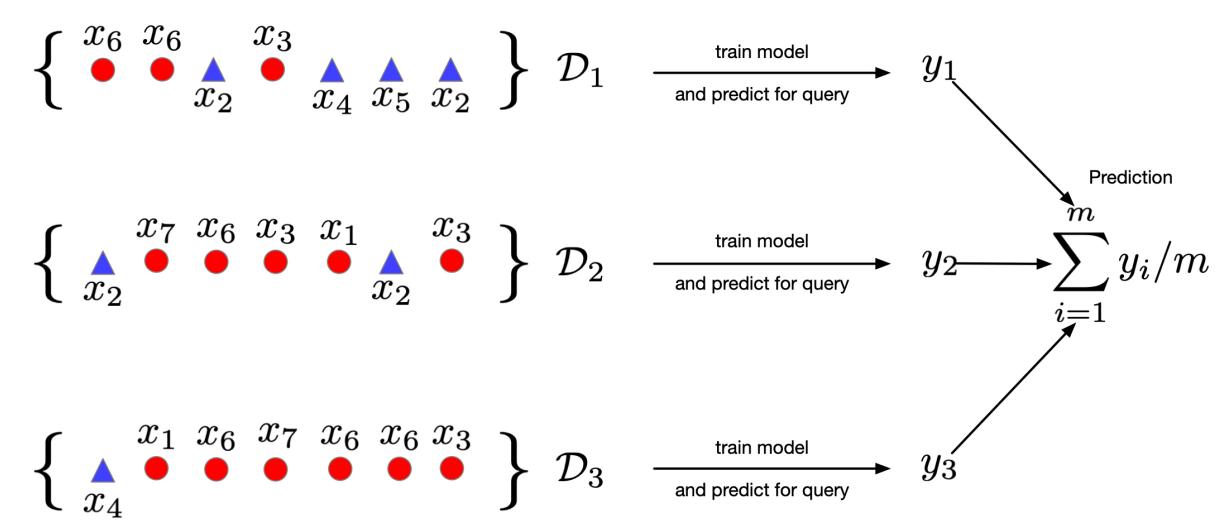 { x₆ x₆ x₂ x₃ x₄ x₅ x₂ } 𝒟₁ train model and predict for query y₁
Prediction
{ x₂ x₇ x₆ x₃ x₁ x₂ x₃ } 𝒟₂ train model and predict for query y₂ ∑ᵢ₌₁ᵐ yᵢ/m
{ x₄ x₁ x₆ x₇ x₆ x₆ x₃ } 𝒟₃ train model and predict for query y₃